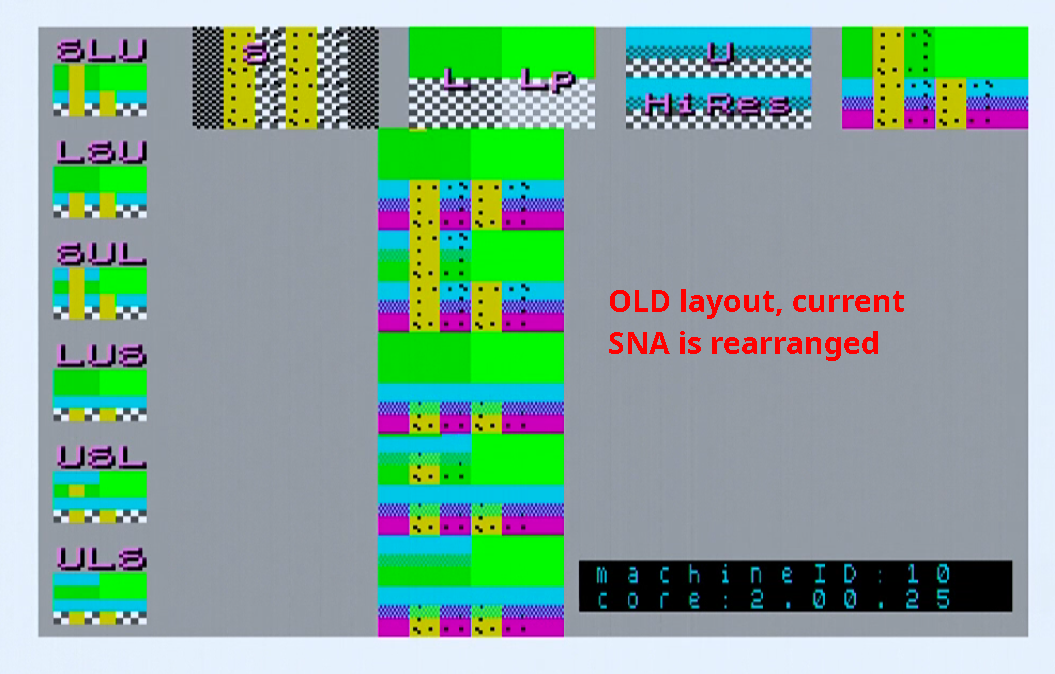 SLU
S
L Lp
U
HiRes
LSU
SUL
OLD layout, current
SNA is rearranged
LUS
USL
ULS
machineID:10
core:2.00.25